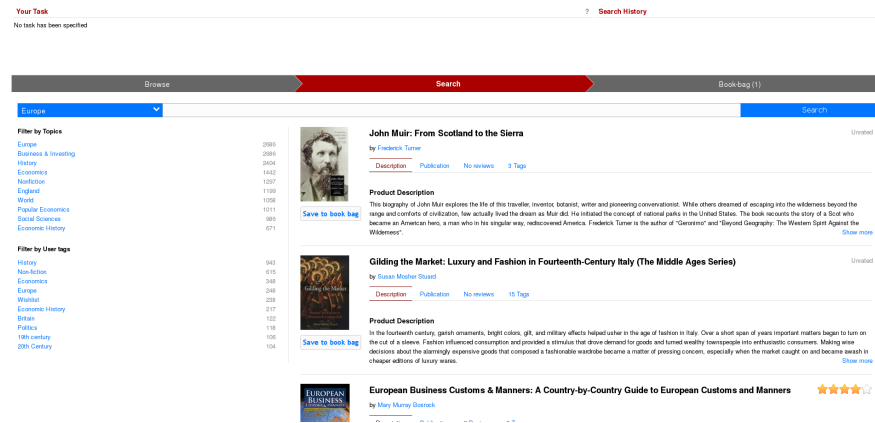 Your Task
? Search History
No task has been specified
Browse
Search
Book-bag (1)
Europe
Search
Filter by Topics
Europe 2686
Business & Investing 2686
History 2404
Economics 1442
Nonfiction 1297
England 1199
World 1058
Popular Economics 1011
Social Sciences 986
Economic History 671
Filter by User tags
History 943
Non-fiction 615
Economics 348
Europe 246
Wishlist 238
Economic History 217
Britain 122
Politics 118
19th century 106
20th Century 104
John Muir: From Scotland to the Sierra
Unrated
by Frederick Turner
Description Publication No reviews 3 Tags
Save to book bag
Product Description
This biography of John Muir explores the life of this traveller, inventor, botanist, writer and pioneering conversationist. While others dreamed of escaping into the wilderness beyond the
range and comforts of civilization, few actually lived the dream as Muir did. He initiated the concept of national parks in the United States. The book recounts the story of a Scot who
became an American hero, a man who in his singular way, rediscovered America. Frederick Turner is the author of "Geronimo" and "Beyond Geography: The Western Spirit Against the
Wilderness".
Show more
Gilding the Market
Gilding the Market: Luxury and Fashion in Fourteenth-Century Italy (The Middle Ages Series)
Unrated
by Susan Mosher Stuard
Description Publication No reviews 15 Tags
Save to book bag
Product Description
In the fourteenth century, garish ornaments, bright colors, gilt, and military effects helped usher in the age of fashion in Italy. Over a short span of years important matters began to turn on
the cut of a sleeve. Fashion influenced consumption and provided a stimulus that drove demand for goods and turned wealthy townspeople into enthusiastic consumers. Making wise
decisions about the alarmingly expensive goods that composed a fashionable wardrobe became a matter of pressing concern, especially when the market caught on and became awash in
cheaper editions of luxury wares.
Show more
EUROPEAN
BUSINESS
European Business Customs & Manners: A Country-by-Country Guide to European Customs and Manners
by Mary Murray Bosrock